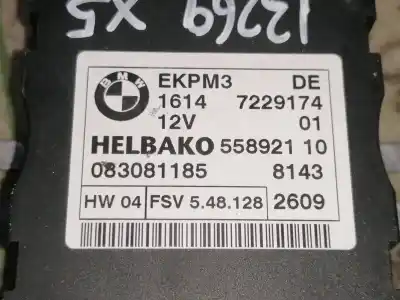 13269 X5
BMW
EKPM3 DE
1614 7229174
12V 01
HELBAKO 558921 10
083081185 8143
HW 04 FSV 5.48.128 2609